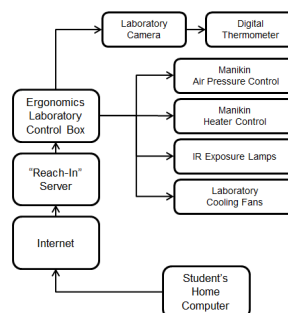 Laboratory
Camera
Digital
Thermometer
Manikin
Air Pressure Control
Ergonomics
Laboratory
Control Box
Manikin
Heater Control
IR Exposure Lamps
"Reach-In"
Server
Laboratory
Cooling Fans
Internet
Student's
Home
Computer